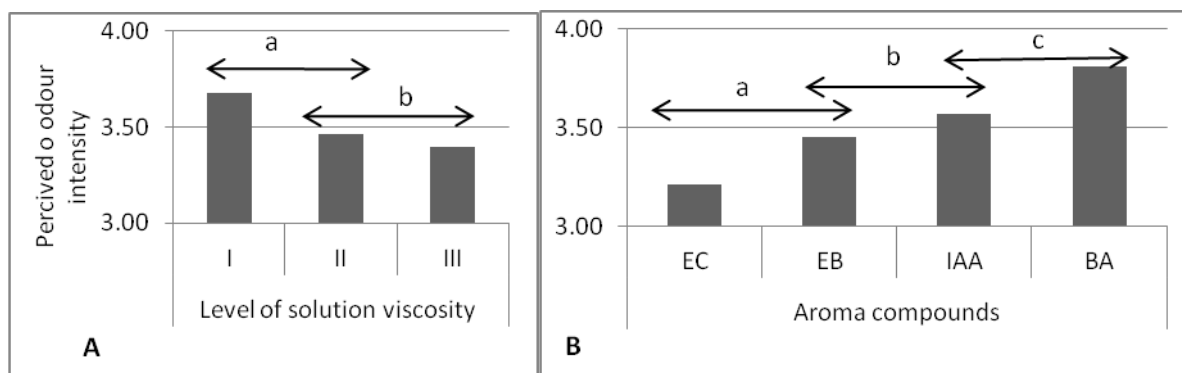 4.00
3.50
3.00
Percived o odour
intensity
a
b
I II III
Level of solution viscosity
A
4.00
3.50
3.00
a
b
c
EC EB IAA BA
Aroma compounds
B